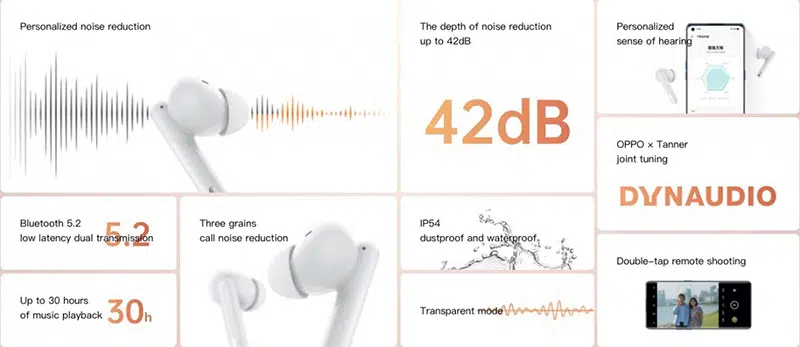 Personalized noise reduction
The depth of noise reduction
up to 42dB
42dB
Personalized
sense of hearing
OPPO × Tanner
joint tuning
DYNAUDIO
Bluetooth 5.2
low latency dual transmission
5.2
Three grains
call noise reduction
IP54
dustproof and waterproof
Double-tap remote shooting
Up to 30 hours
of music playback
30h
Transparent mode